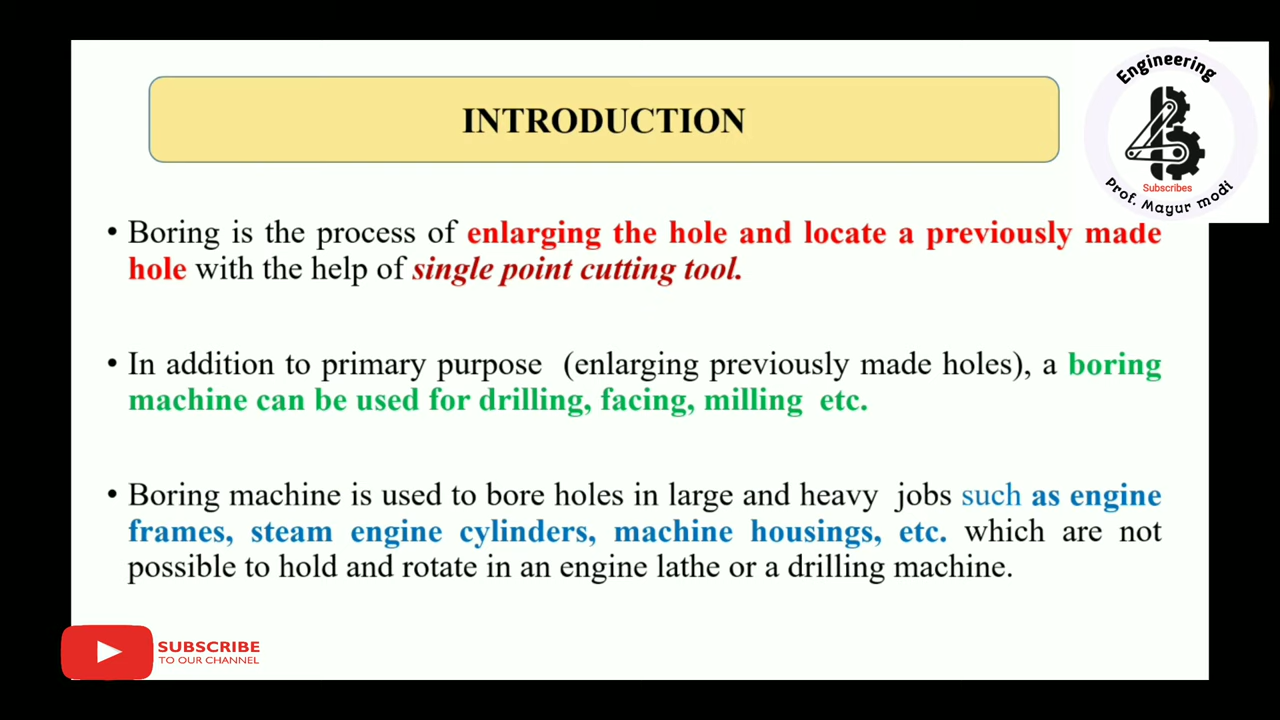 Engineering
INTRODUCTION
Subscribes
Prof. Mayur modi
• Boring is the process of enlarging the hole and locate a previously made
hole with the help of single point cutting tool.
• In addition to primary purpose (enlarging previously made holes), a boring
machine can be used for drilling, facing, milling etc.
• Boring machine is used to bore holes in large and heavy jobs such as engine
frames, steam engine cylinders, machine housings, etc. which are not
possible to hold and rotate in an engine lathe or a drilling machine.
SUBSCRIBE
TO OUR CHANNEL